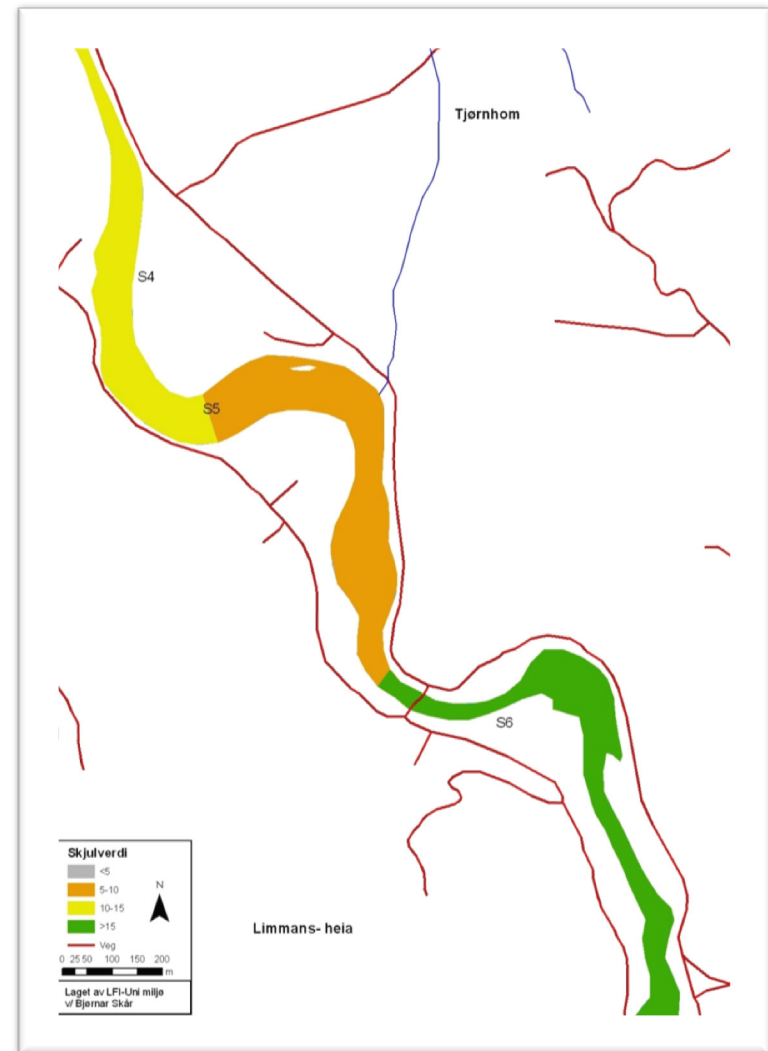 Tjørnhom
S4
S5
S6
Limmans- heia
Skjulverdi
<5
5-10
10-15
>15
Veg
N
0 25 50 100 150 200
m
Laget av LFI-Uni miljø
v/ Bjørnar Skår